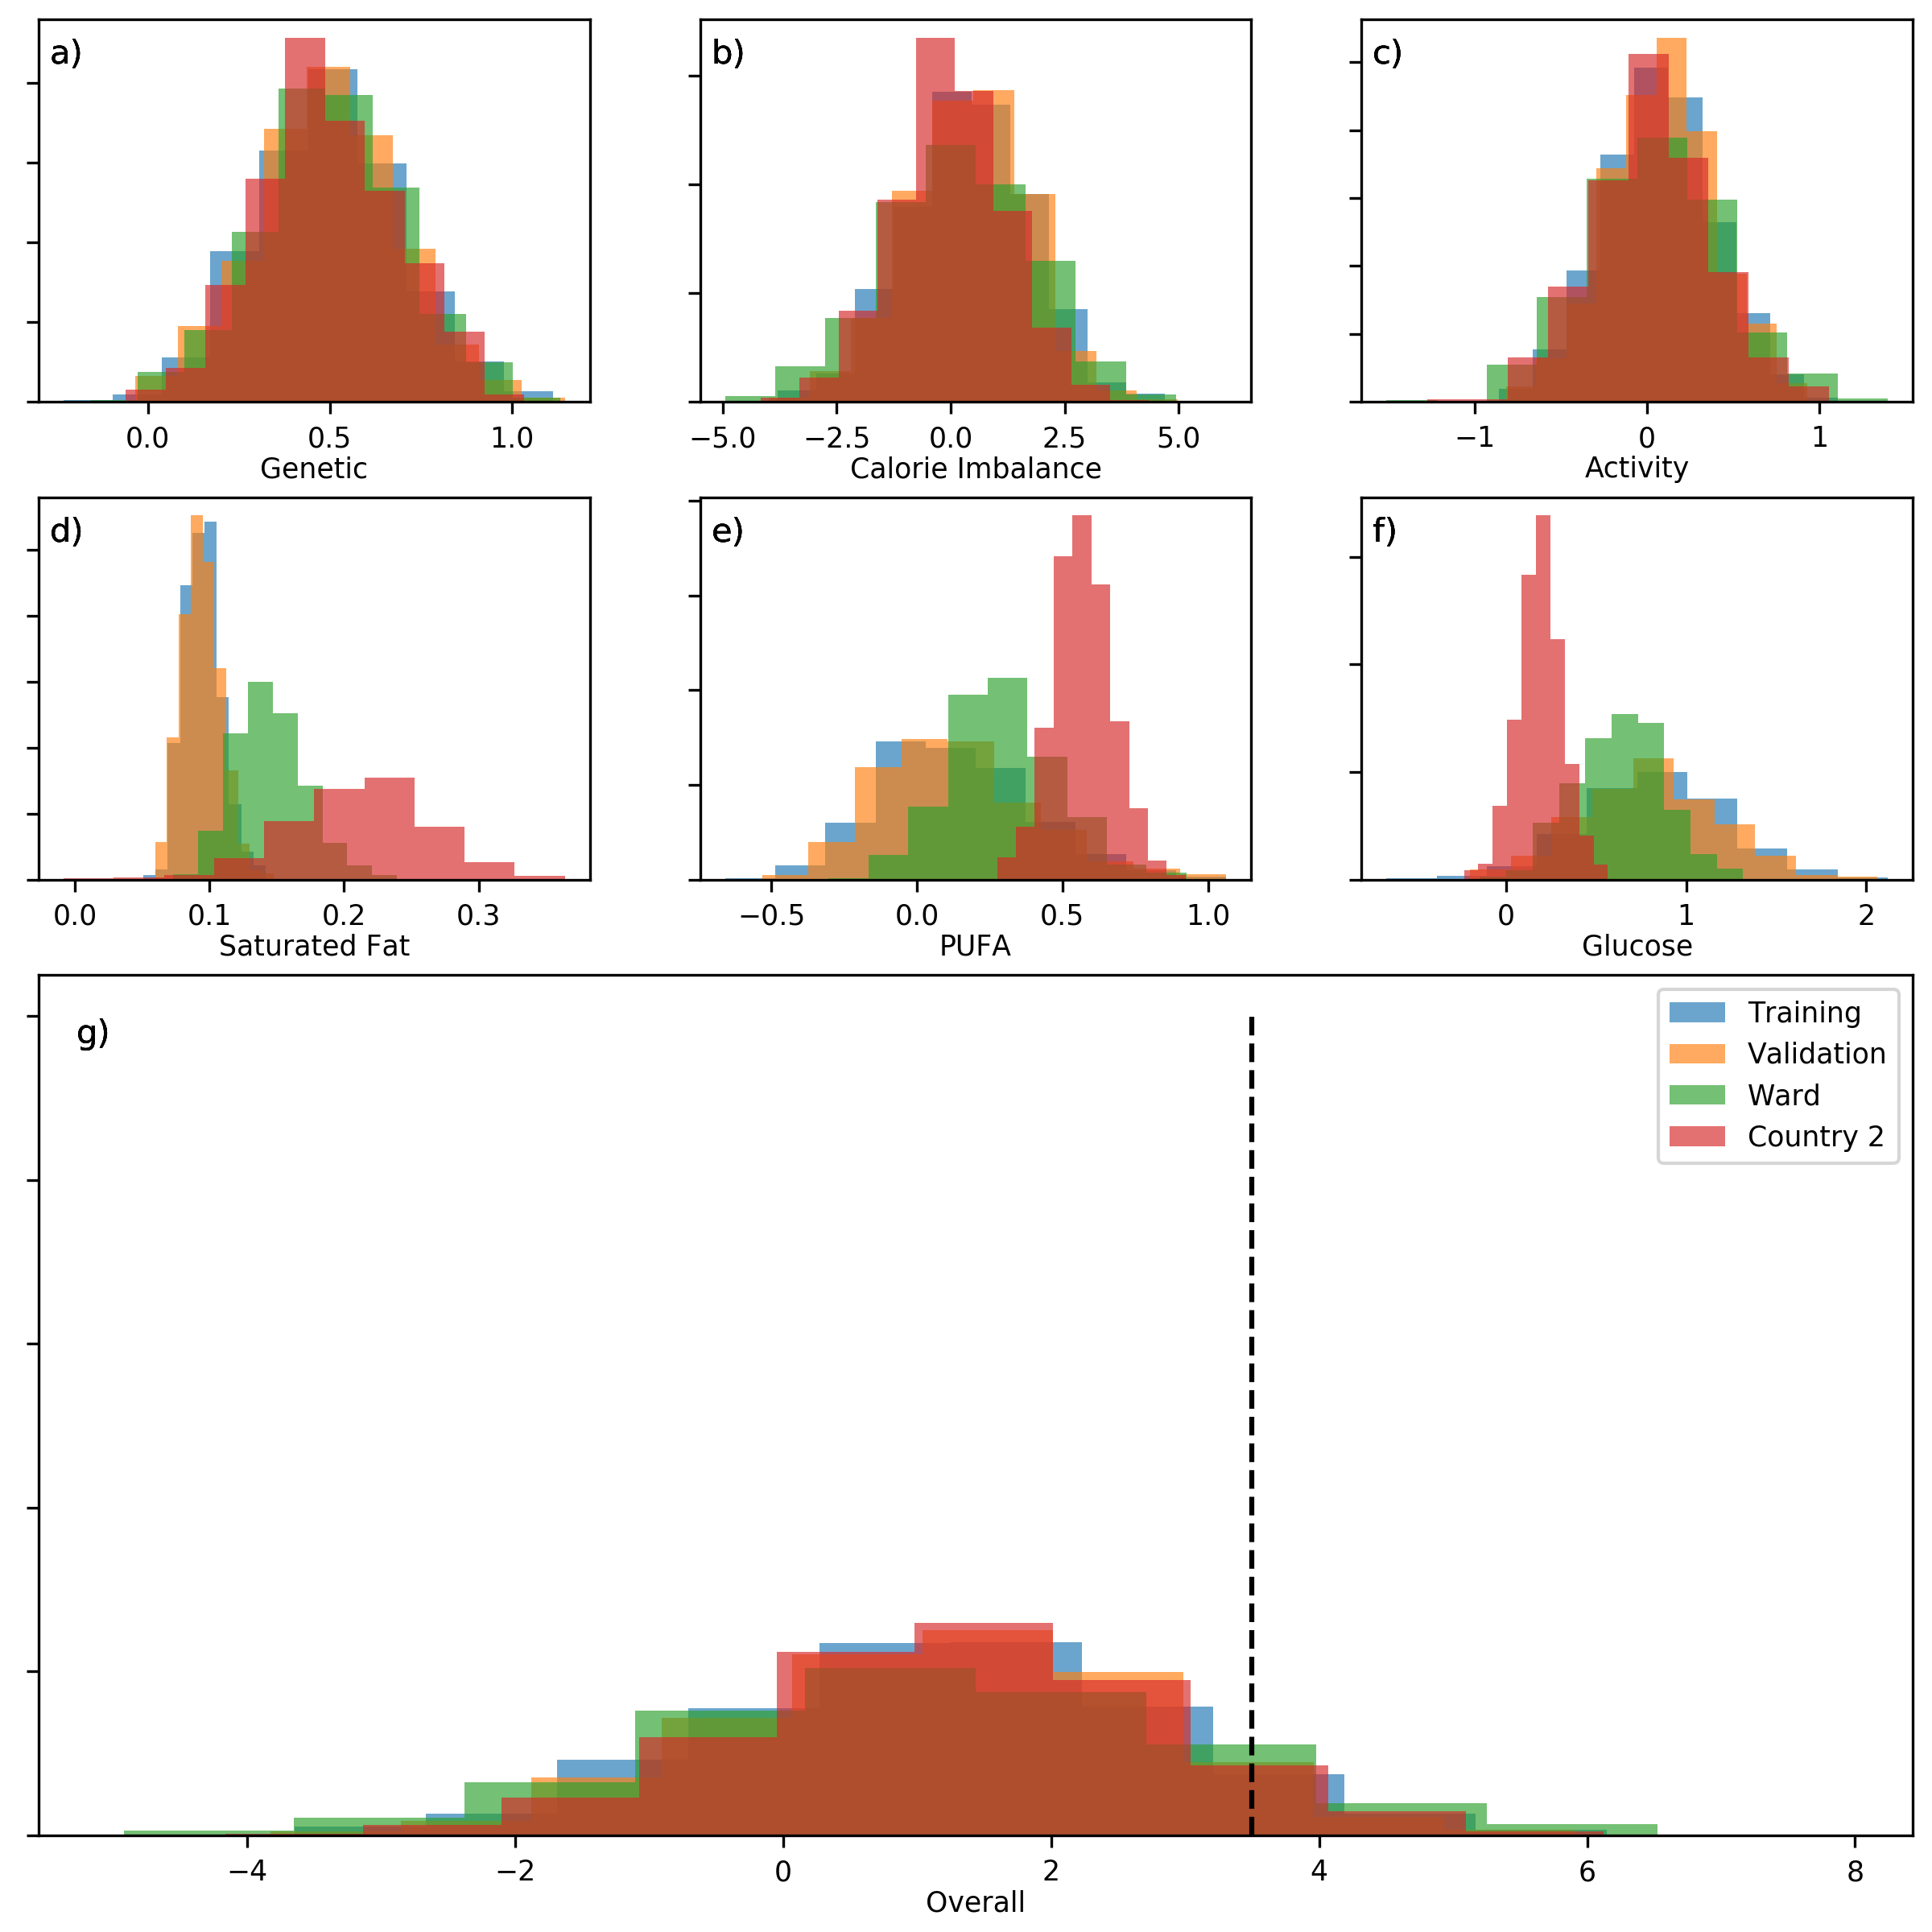 a)
0.0 0.5 1.0
Genetic
b)
−5.0 −2.5 0.0 2.5 5.0
Calorie Imbalance
c)
−1 0 1
Activity
d)
0.0 0.1 0.2 0.3
Saturated Fat
e)
−0.5 0.0 0.5 1.0
PUFA
f)
0 1 2
Glucose
g)
Training
Validation
Ward
Country 2
−4 −2 0 2 4 6 8
Overall